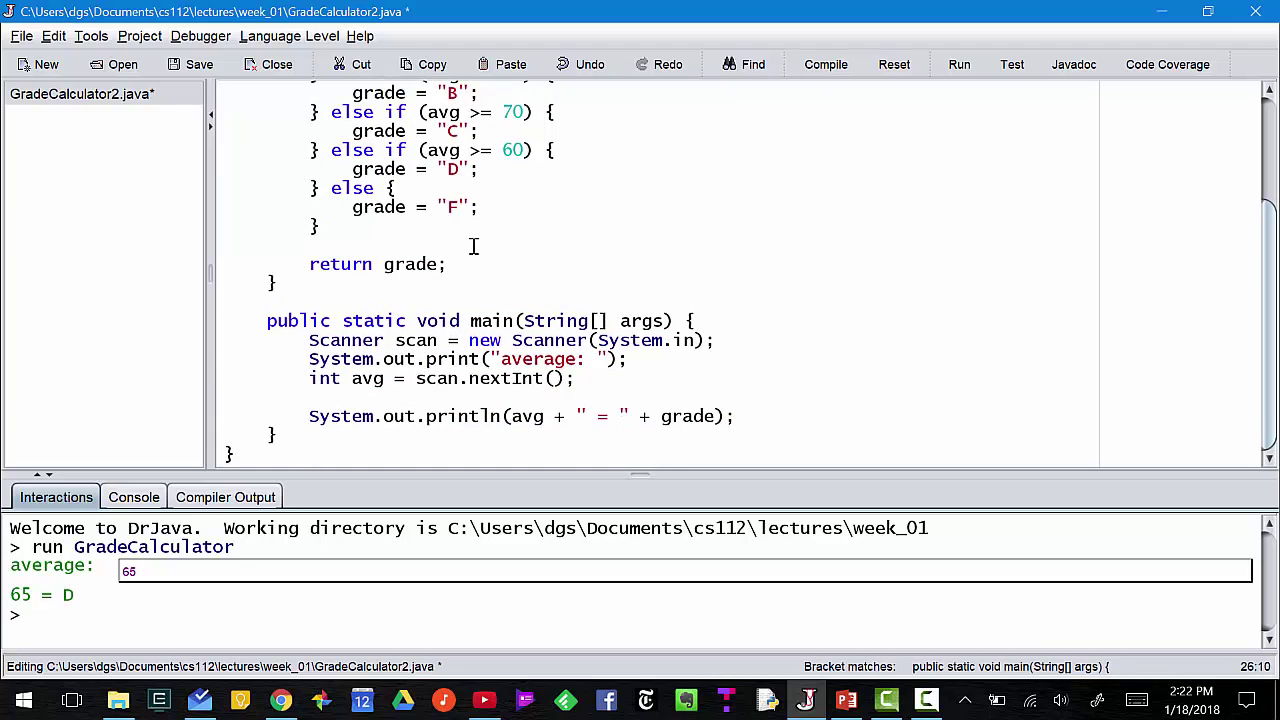 C:\Users\dgs\Documents\cs112\lectures\week_01\GradeCalculator2.java *
File Edit Tools Project Debugger Language Level Help
New Open Save Close Cut Copy Paste Undo Redo Find Compile Reset Run Test Javadoc Code Coverage
GradeCalculator2.java*
grade = "B";
} else if (avg >= 70) {
grade = "C";
} else if (avg >= 60) {
grade = "D";
} else {
grade = "F";
}
return grade;
}
public static void main(String[] args) {
Scanner scan = new Scanner(System.in);
System.out.print("average: ");
int avg = scan.nextInt();
System.out.println(avg + " = " + grade);
}
}
Interactions Console Compiler Output
Welcome to DrJava. Working directory is C:\Users\dgs\Documents\cs112\lectures\week_01
> run GradeCalculator
average: 65
65 = D
>
Editing C:\Users\dgs\Documents\cs112\lectures\week_01\GradeCalculator2.java * Bracket matches: public static void main(String[] args) { 26:10
2:22 PM
1/18/2018